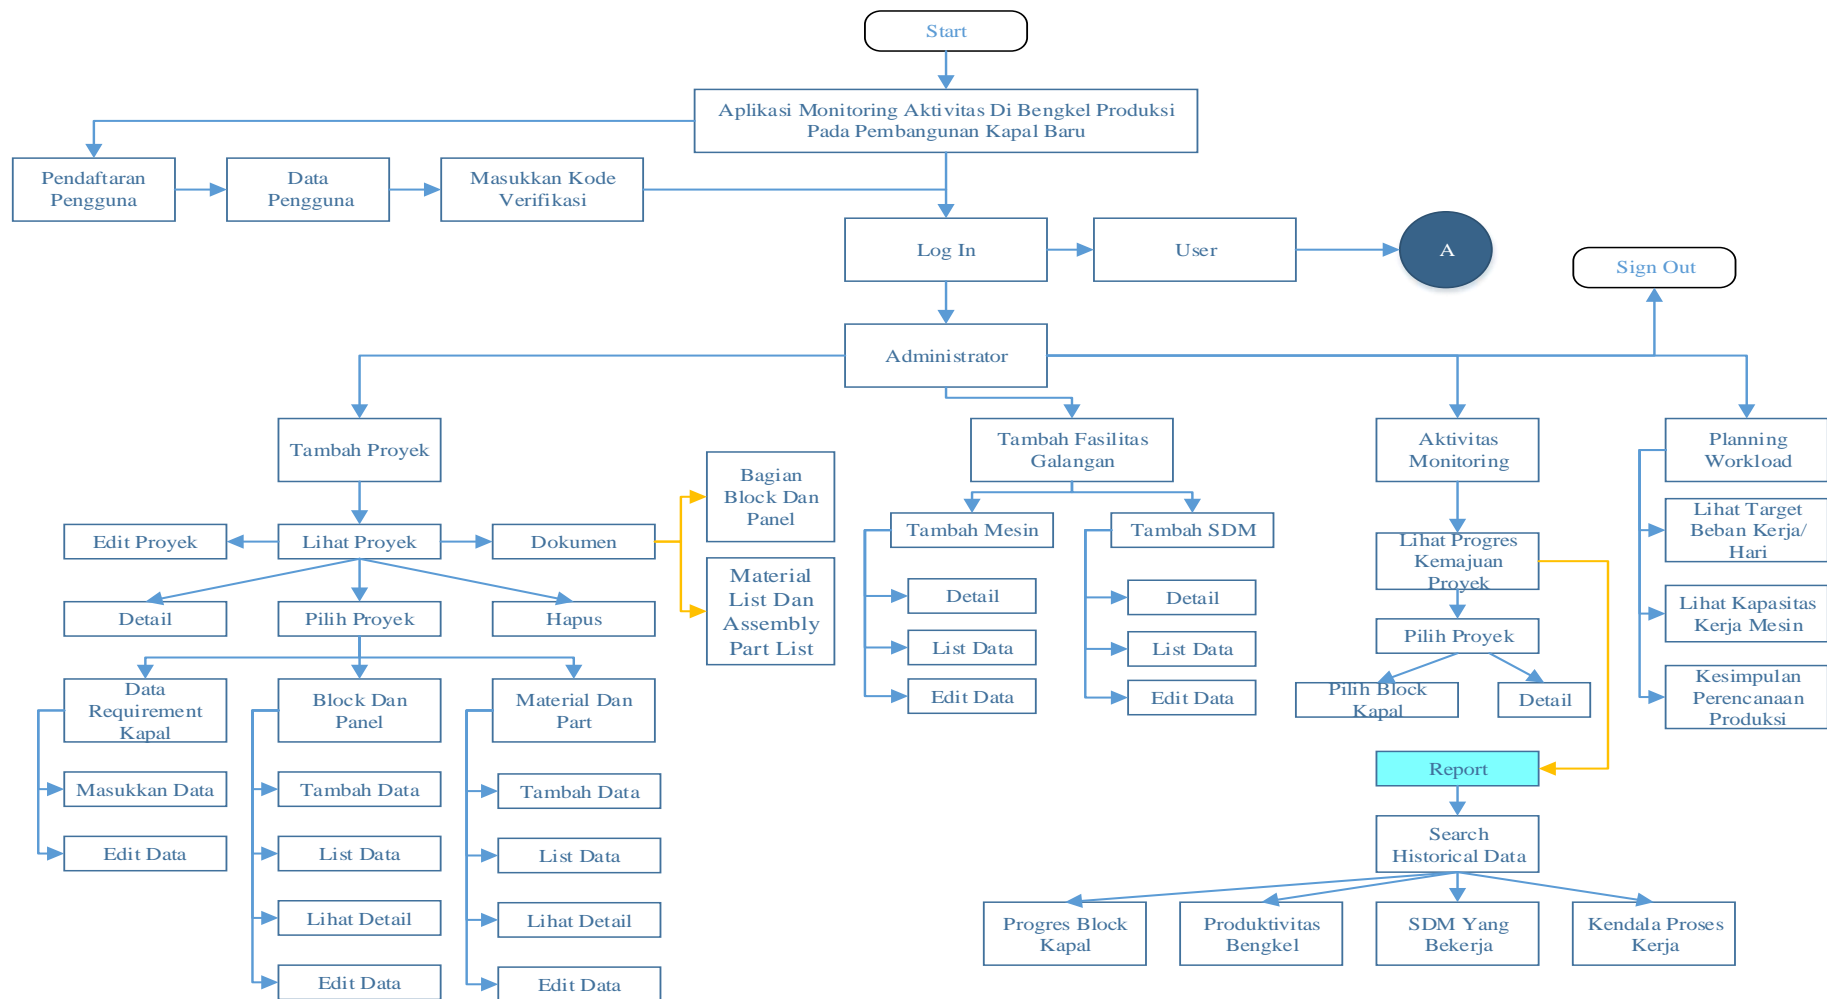 Start
Aplikasi Monitoring Aktivitas Di Bengkel Produksi
Pada Pembangunan Kapal Baru
Pendaftaran
Pengguna
Data
Pengguna
Masukkan Kode
Verifikasi
Log In
User
A
Sign Out
Administrator
Tambah Proyek
Tambah Fasilitas
Galangan
Aktivitas
Monitoring
Planning
Workload
Edit Proyek
Lihat Proyek
Dokumen
Bagian
Block Dan
Panel
Material
List Dan
Assembly
Part List
Detail
Pilih Proyek
Hapus
Data
Requirement
Kapal
Block Dan
Panel
Material Dan
Part
Masukkan Data
Edit Data
Tambah Data
List Data
Lihat Detail
Edit Data
Tambah Data
List Data
Lihat Detail
Edit Data
Tambah Mesin
Detail
List Data
Edit Data
Tambah SDM
Detail
List Data
Edit Data
Lihat Progres
Kemajuan
Proyek
Pilih Proyek
Pilih Block
Kapal
Detail
Lihat Target
Beban Kerja/
Hari
Lihat Kapasitas
Kerja Mesin
Kesimpulan
Perencanaan
Produksi
Report
Search
Historical Data
Progres Block
Kapal
Produktivitas
Bengkel
SDM Yang
Bekerja
Kendala Proses
Kerja